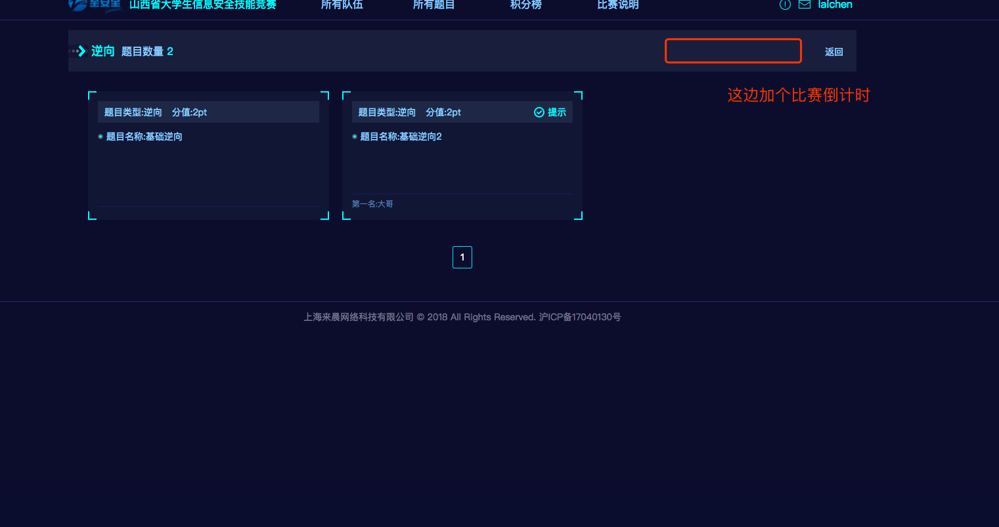 山西省大学生信息安全技能竞赛 所有队伍 所有题目 积分榜 比赛说明 laichen
逆向 题目数量 2 返回
这边加个比赛倒计时
题目类型:逆向 分值:2pt
题目名称:基础逆向
题目类型:逆向 分值:2pt 提示
题目名称:基础逆向2
第一名:大哥
1
上海来晨网络科技有限公司 © 2018 All Rights Reserved. 沪ICP备17040130号